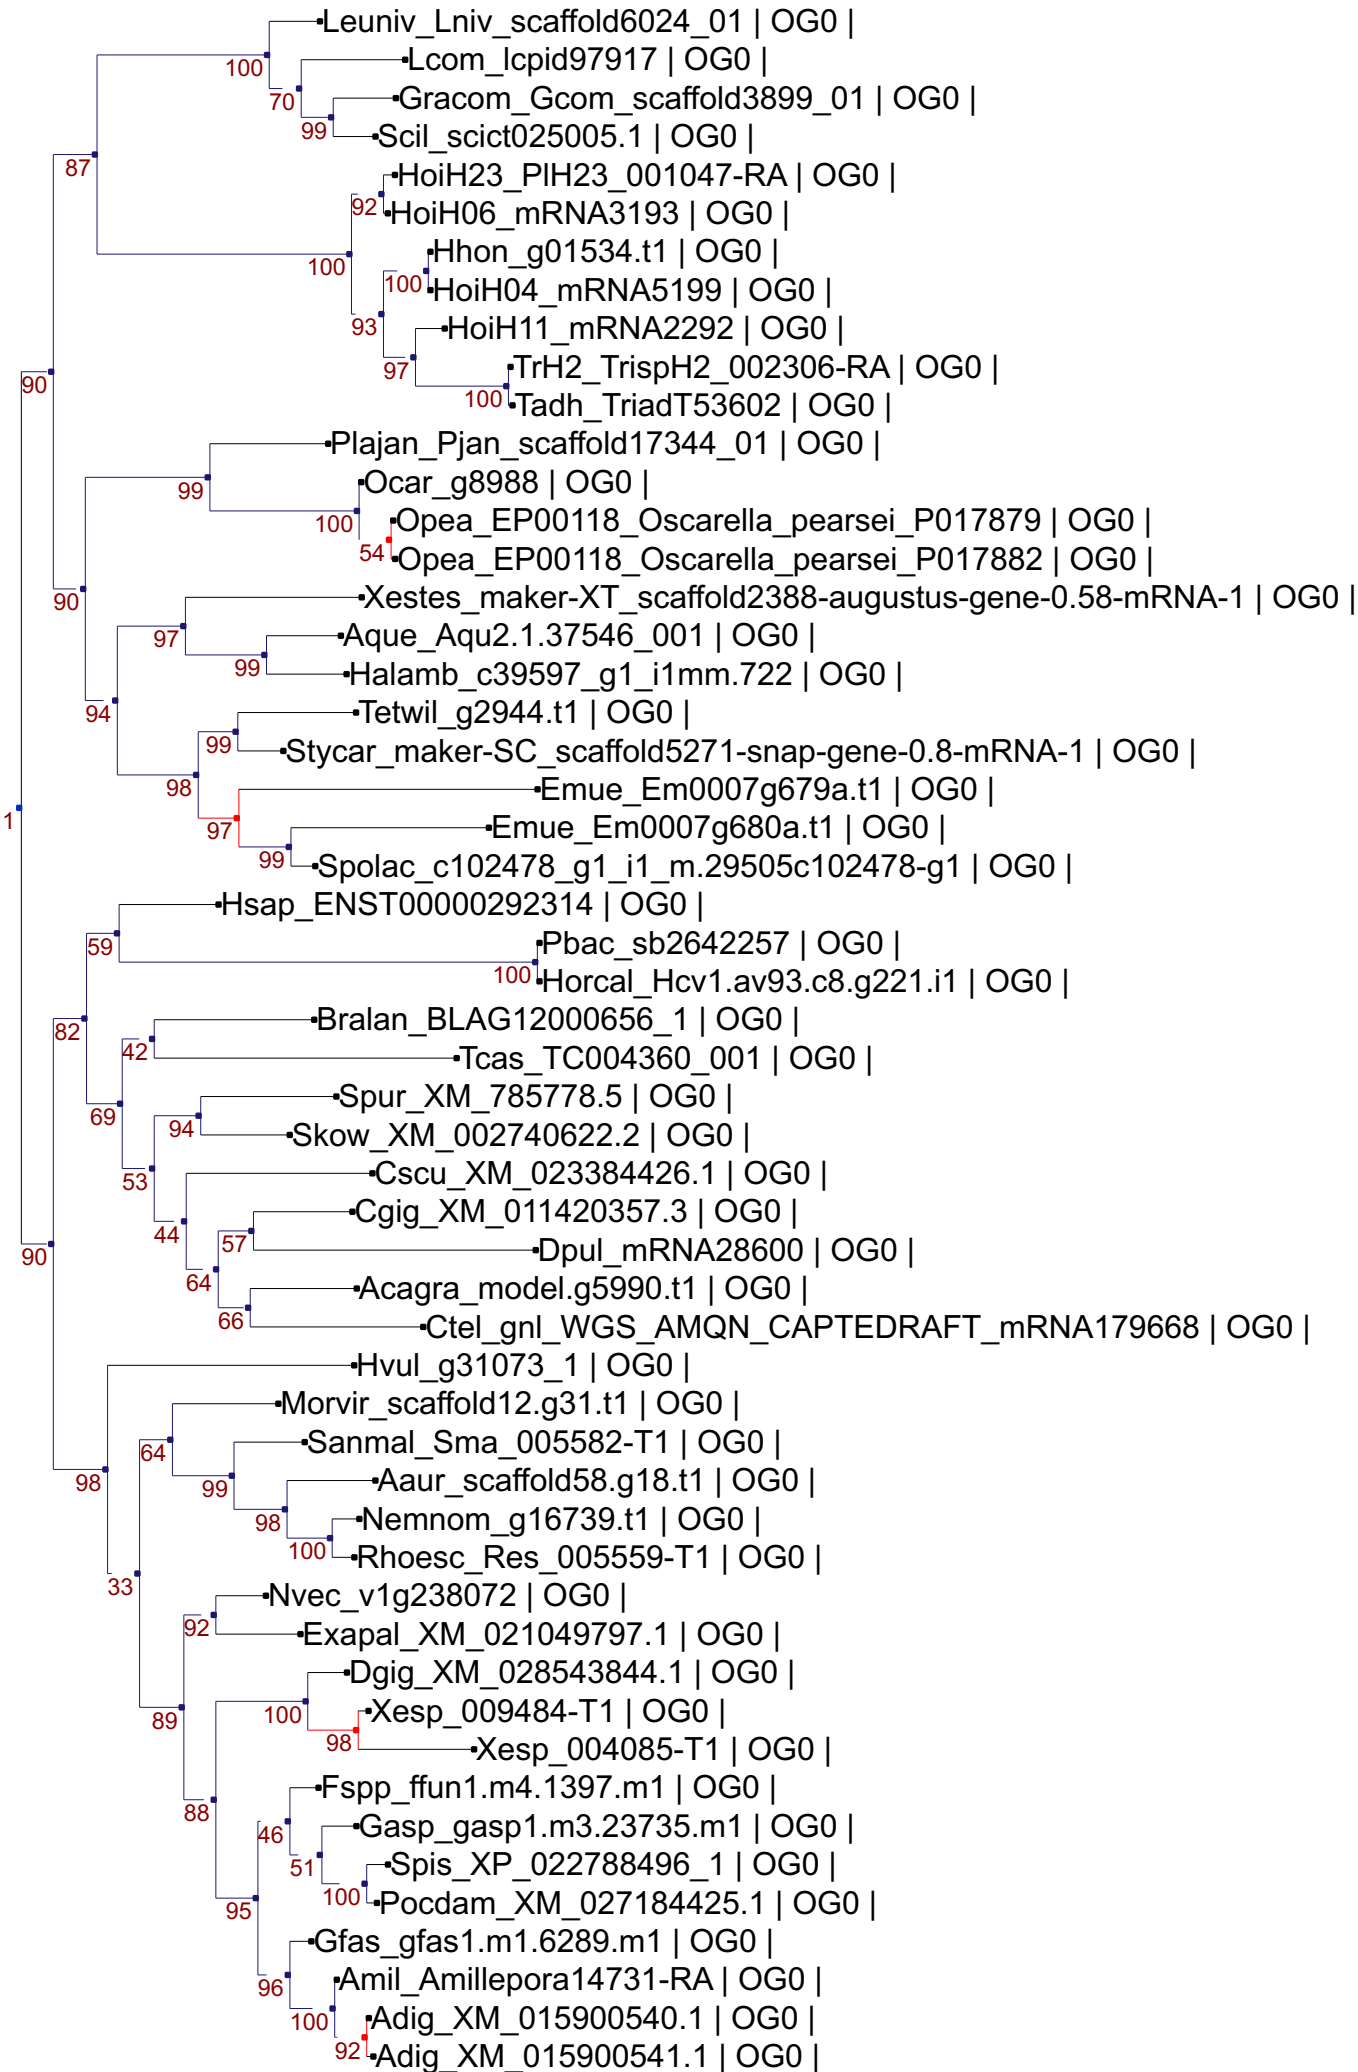 Leuniv_Lniv_scaffold6024_01 | OG0 |
100
Lcom_lcpid97917 | OG0 |
70
Gracom_Gcom_scaffold3899_01 | OG0 |
99
Scil_scict025005.1 | OG0 |
87
HoiH23_PlH23_001047-RA | OG0 |
92
HoiH06_mRNA3193 | OG0 |
100
Hhon_g01534.t1 | OG0 |
100
HoiH04_mRNA5199 | OG0 |
93
HoiH11_mRNA2292 | OG0 |
97
TrH2_TrispH2_002306-RA | OG0 |
90
100
Tadh_TriadT53602 | OG0 |
Plajan_Pjan_scaffold17344_01 | OG0 |
99
Ocar_g8988 | OG0 |
100
Opea_EP00118_Oscarella_pearsei_P017879 | OG0 |
54
Opea_EP00118_Oscarella_pearsei_P017882 | OG0 |
90
Xestes_maker-XT_scaffold2388-augustus-gene-0.58-mRNA-1 | OG0 |
97
Aque_Aqu2.1.37546_001 | OG0 |
99
Halamb_c39597_g1_i1mm.722 | OG0 |
94
Tetwil_g2944.t1 | OG0 |
99
Stycar_maker-SC_scaffold5271-snap-gene-0.8-mRNA-1 | OG0 |
98
Emue_Em0007g679a.t1 | OG0 |
1
97
Emue_Em0007g680a.t1 | OG0 |
99
Spolac_c102478_g1_i1_m.29505c102478-g1 | OG0 |
Hsap_ENST00000292314 | OG0 |
59
Pbac_sb2642257 | OG0 |
100
Horcal_Hcv1.av93.c8.g221.i1 | OG0 |
82
Bralan_BLAG12000656_1 | OG0 |
42
Tcas_TC004360_001 | OG0 |
69
Spur_XM_785778.5 | OG0 |
94
Skow_XM_002740622.2 | OG0 |
53
Cscu_XM_023384426.1 | OG0 |
44
Cgig_XM_011420357.3 | OG0 |
57
90
Dpul_mRNA28600 | OG0 |
64
Acagra_model.g5990.t1 | OG0 |
66
Ctel_gnl_WGS_AMQN_CAPTEDRAFT_mRNA179668 | OG0 |
Hvul_g31073_1 | OG0 |
Morvir_scaffold12.g31.t1 | OG0 |
64
Sanmal_Sma_005582-T1 | OG0 |
98
99
Aaur_scaffold58.g18.t1 | OG0 |
98
Nemnom_g16739.t1 | OG0 |
100
Rhoesc_Res_005559-T1 | OG0 |
33
Nvec_v1g238072 | OG0 |
92
Exapal_XM_021049797.1 | OG0 |
Dgig_XM_028543844.1 | OG0 |
89
100
Xesp_009484-T1 | OG0 |
98
Xesp_004085-T1 | OG0 |
Fspp_ffun1.m4.1397.m1 | OG0 |
88
46
Gasp_gasp1.m3.23735.m1 | OG0 |
51
Spis_XP_022788496_1 | OG0 |
100
Pocdam_XM_027184425.1 | OG0 |
95
Gfas_gfas1.m1.6289.m1 | OG0 |
96
Amil_Amillepora14731-RA | OG0 |
100
Adig_XM_015900540.1 | OG0 |
92
Adig_XM_015900541.1 | OG0 |